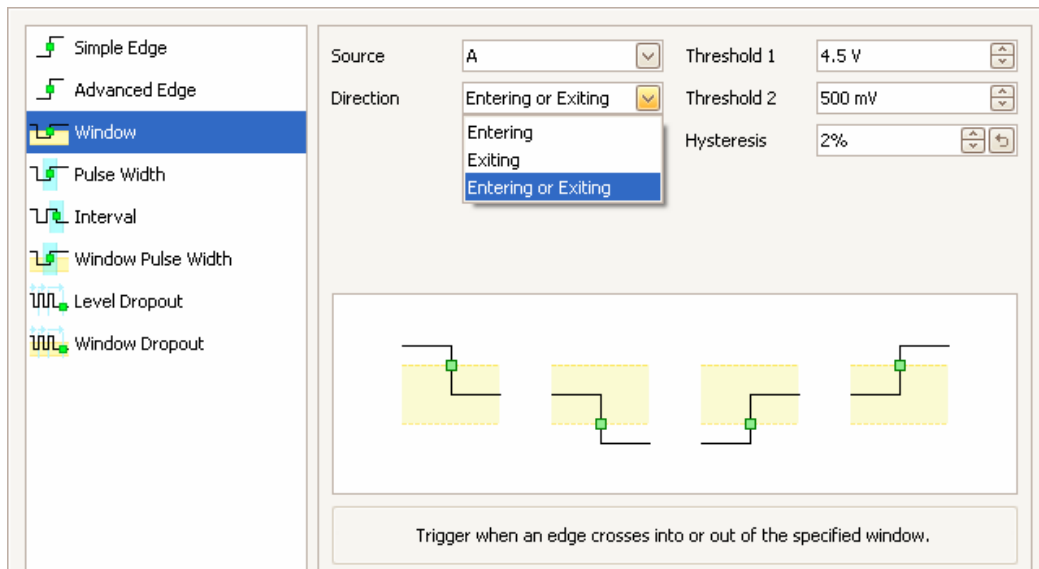 Simple Edge
Advanced Edge
Window
Pulse Width
Interval
Window Pulse Width
Level Dropout
Window Dropout
Source A Threshold 1 4.5 V
Direction Entering or Exiting Threshold 2 500 mV
Entering
Exiting
Entering or Exiting
Hysteresis 2%
Trigger when an edge crosses into or out of the specified window.